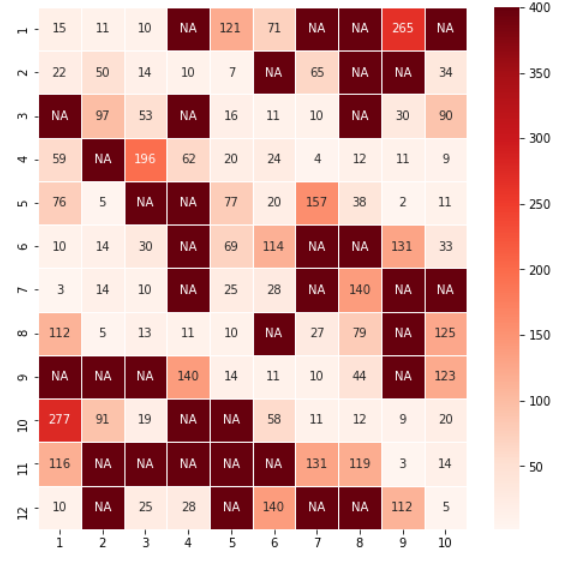 1 15 11 10 NA 121 71 NA NA 265 NA
2 22 50 14 10 7 NA 65 NA NA 34
3 NA 97 53 NA 16 11 10 NA 30 90
4 59 NA 196 62 20 24 4 12 11 9
5 76 5 NA NA 77 20 157 38 2 11
6 10 14 30 NA 69 114 NA NA 131 33
7 3 14 10 NA 25 28 NA 140 NA NA
8 112 5 13 11 10 NA 27 79 NA 125
9 NA NA NA 140 14 11 10 44 NA 123
10 277 91 19 NA NA 58 11 12 9 20
11 116 NA NA NA NA NA 131 119 3 14
12 10 NA 25 28 NA 140 NA NA 112 5
1 2 3 4 5 6 7 8 9 10
400
350
300
250
200
150
100
50